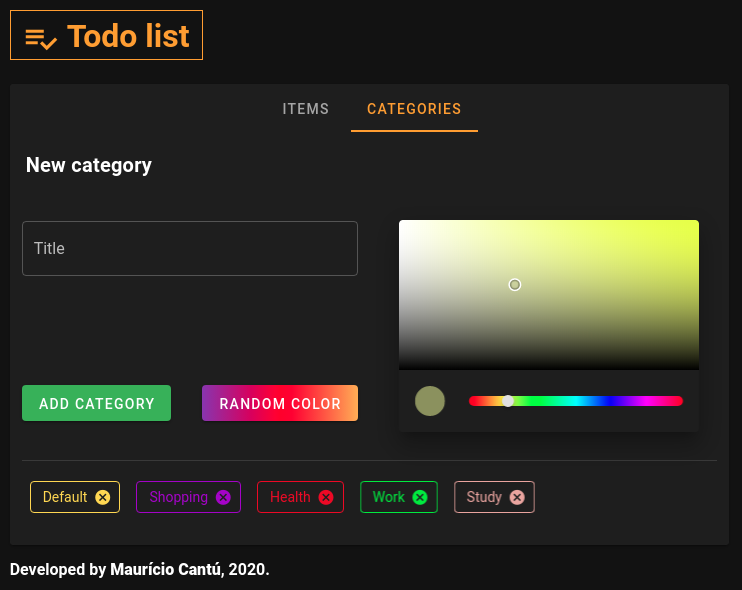 Todo list
ITEMS CATEGORIES
New category
Title
ADD CATEGORY RANDOM COLOR
Default Shopping Health Work Study
Developed by Maurício Cantú, 2020.